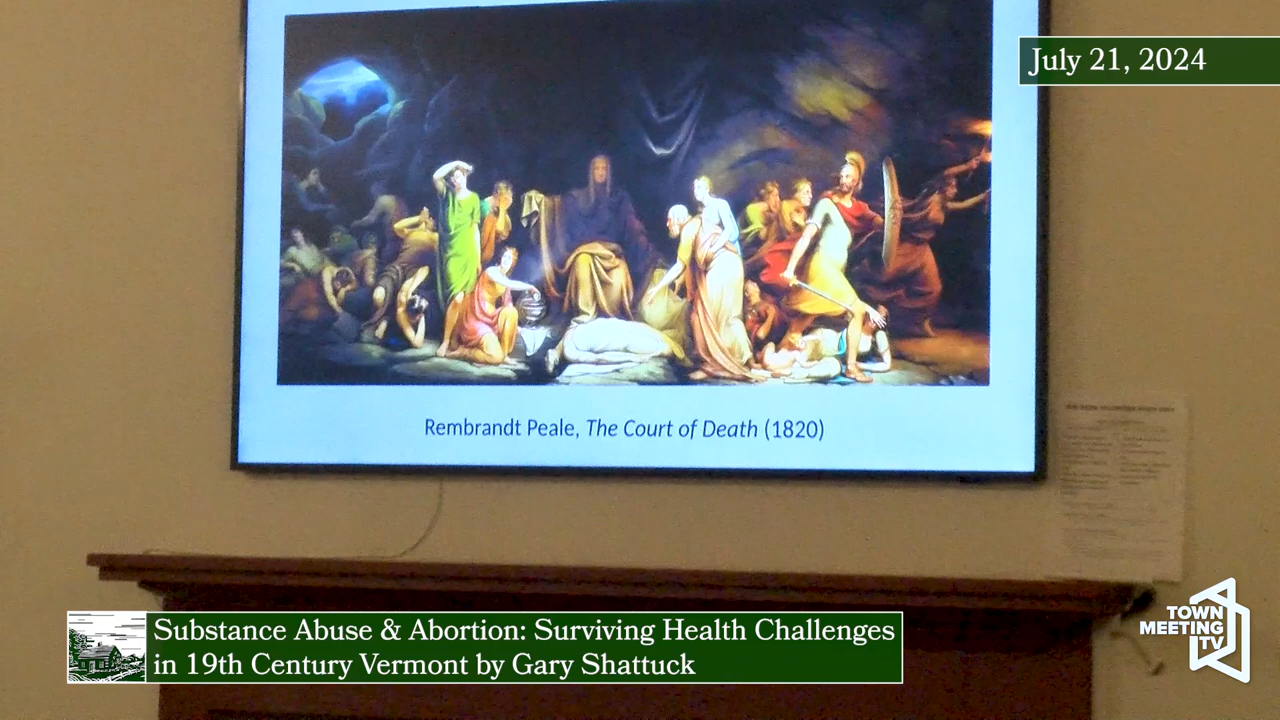 July 21, 2024
Rembrandt Peale, The Court of Death (1820)
Substance Abuse & Abortion: Surviving Health Challenges
in 19th Century Vermont by Gary Shattuck
TOWN
MEETING
TV